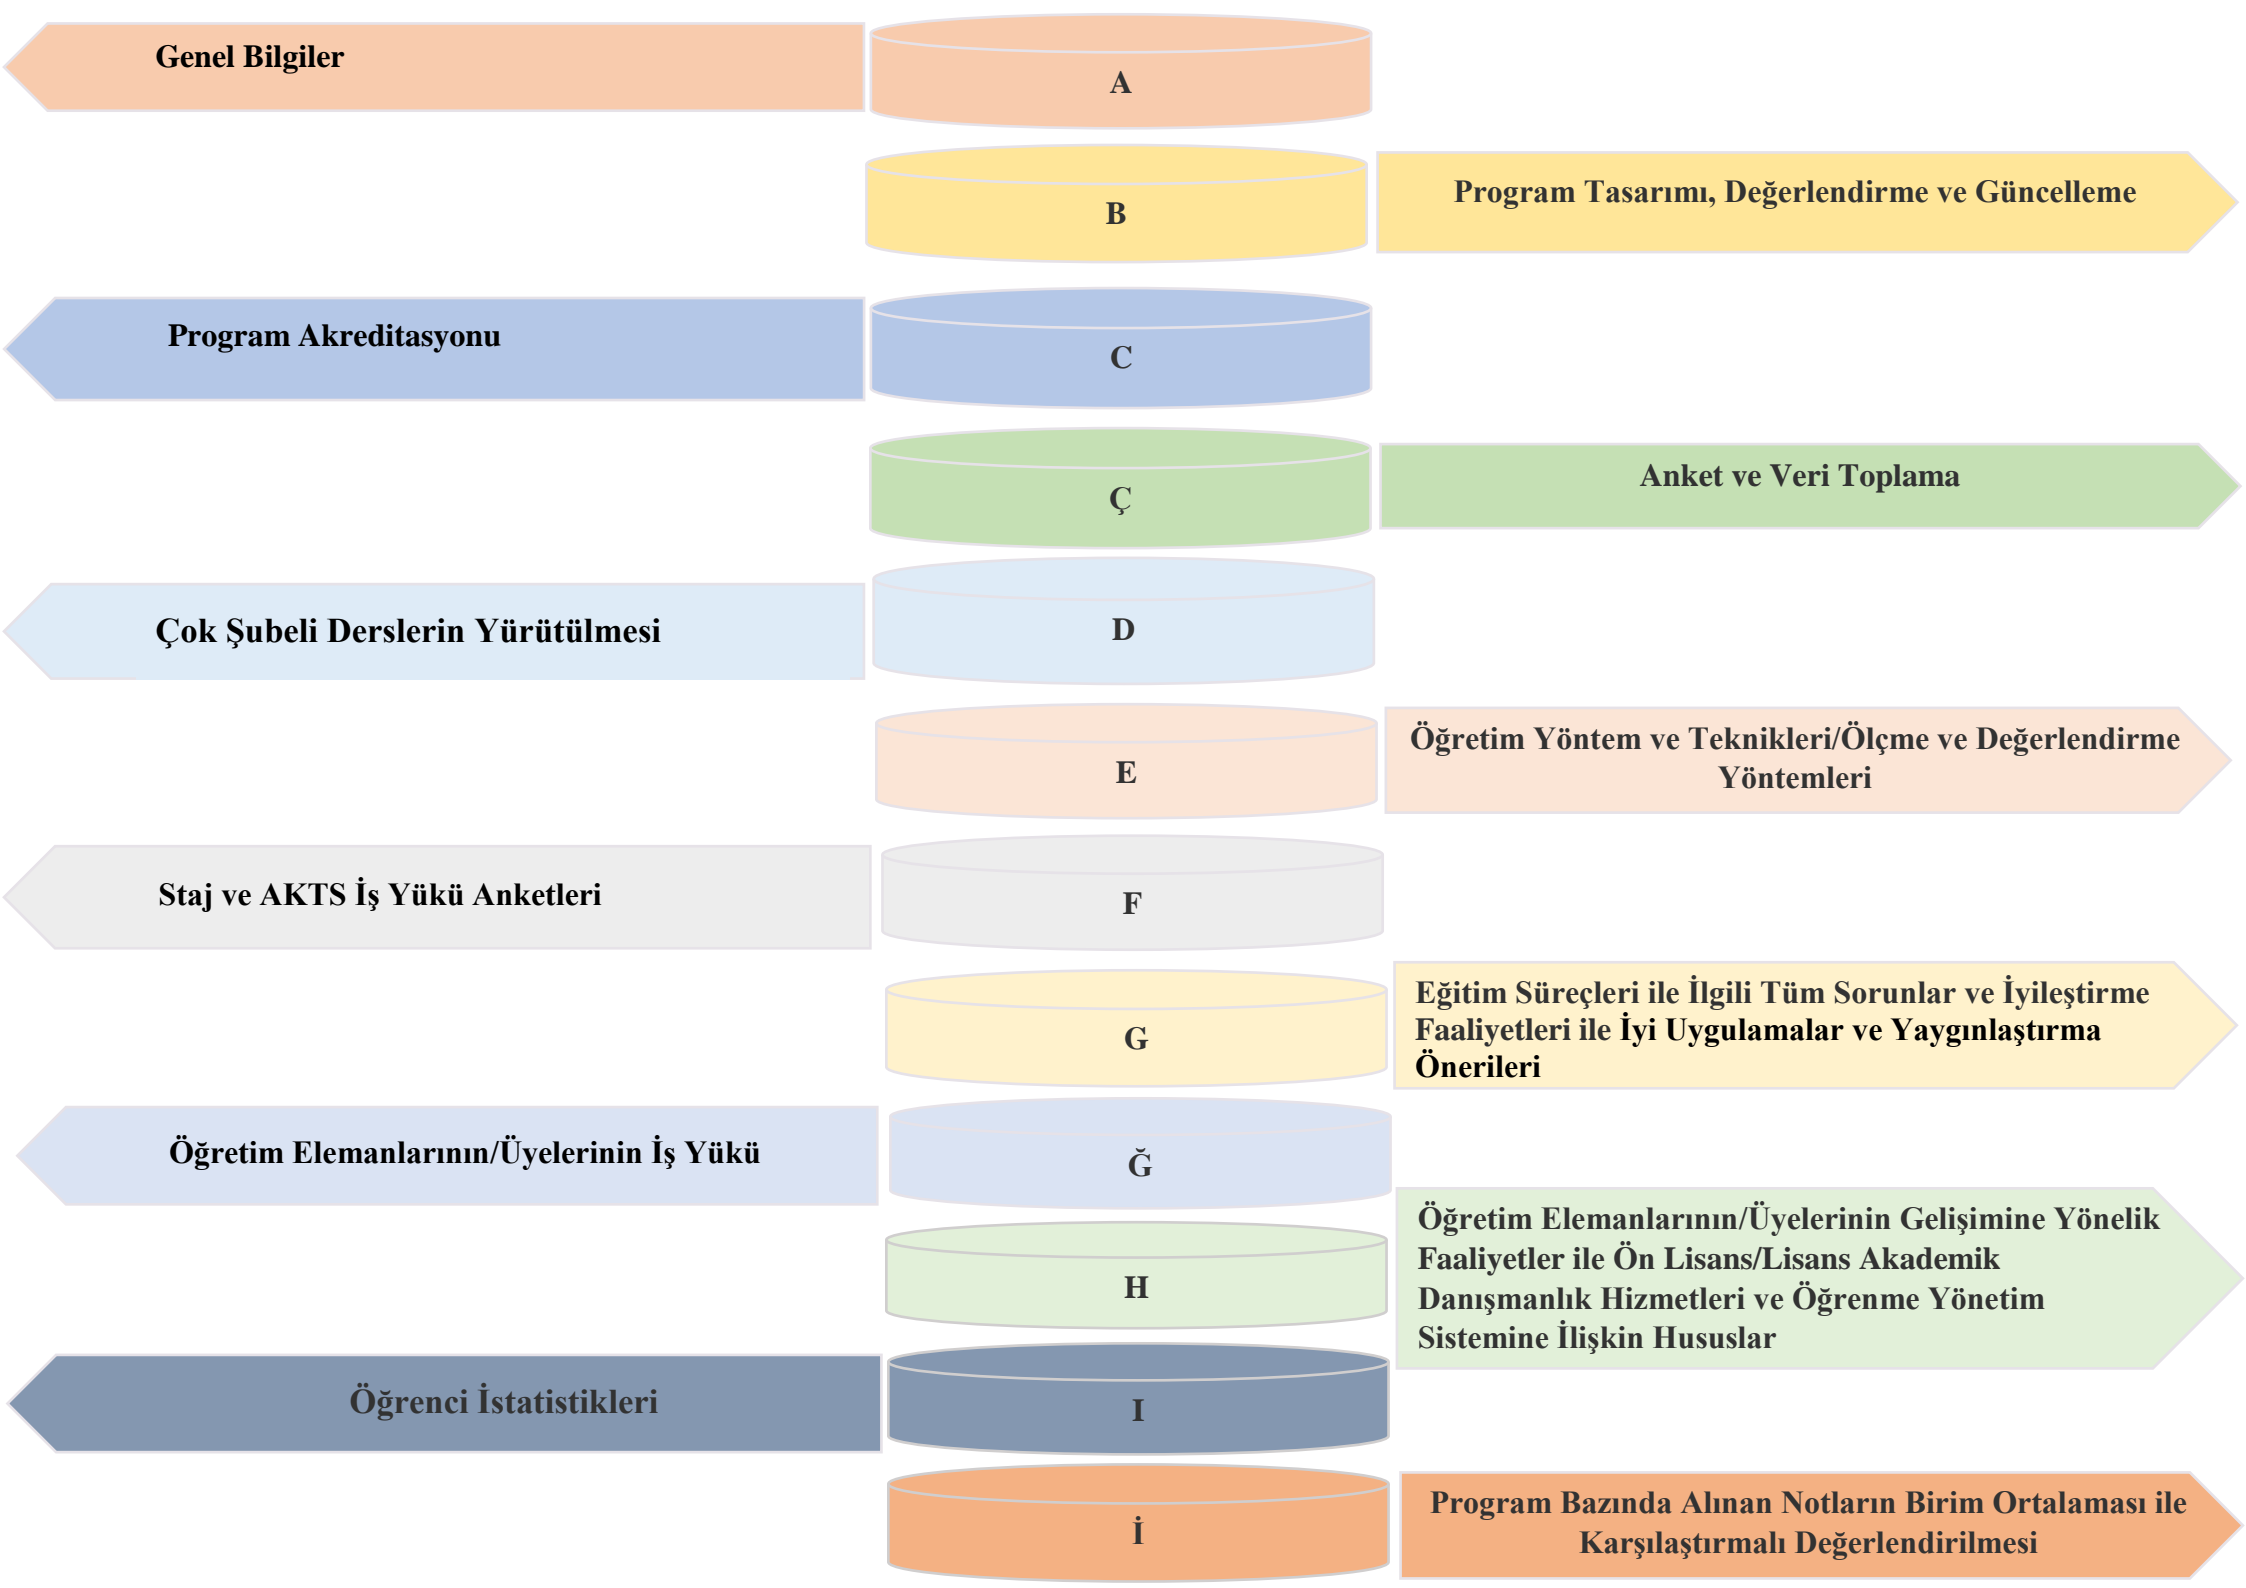 Genel Bilgiler
A
B
Program Tasarımı, Değerlendirme ve Güncelleme
Program Akreditasyonu
C
Ç
Anket ve Veri Toplama
Çok Şubeli Derslerin Yürütülmesi
D
E
Öğretim Yöntem ve Teknikleri/Ölçme ve Değerlendirme
Yöntemleri
Staj ve AKTS İş Yükü Anketleri
F
G
Eğitim Süreçleri ile İlgili Tüm Sorunlar ve İyileştirme
Faaliyetleri ile İyi Uygulamalar ve Yaygınlaştırma
Önerileri
Öğretim Elemanlarının/Üyelerinin İş Yükü
Ğ
H
Öğretim Elemanlarının/Üyelerinin Gelişimine Yönelik
Faaliyetler ile Ön Lisans/Lisans Akademik
Danışmanlık Hizmetleri ve Öğrenme Yönetim
Sistemine İlişkin Hususlar
Öğrenci İstatistikleri
I
İ
Program Bazında Alınan Notların Birim Ortalaması ile
Karşılaştırmalı Değerlendirilmesi